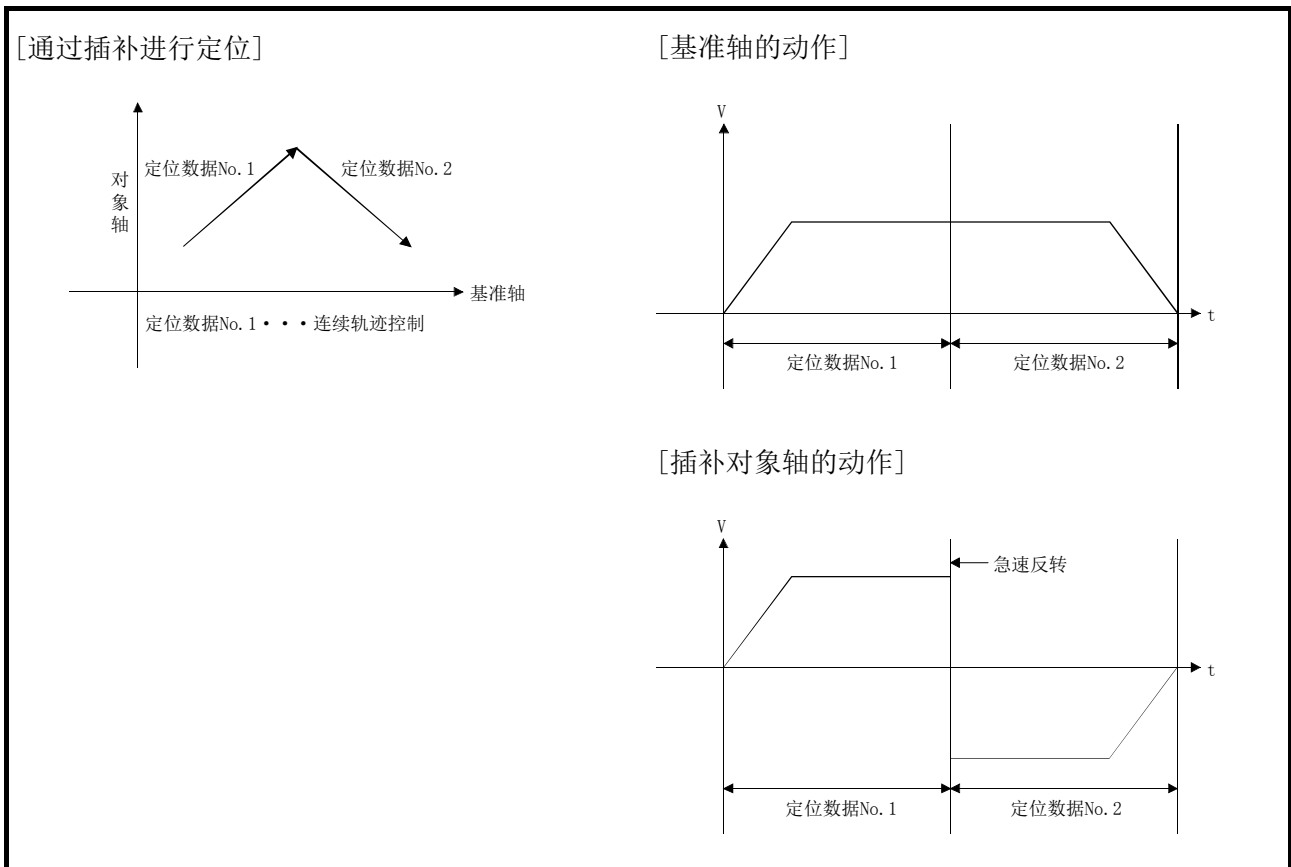 [通过插补进行定位]
对象轴
定位数据No.1
定位数据No.2
基准轴
定位数据No.1···连续轨迹控制
[基准轴的动作]
V
t
定位数据No.1
定位数据No.2
[插补对象轴的动作]
V
急速反转
t
定位数据No.1
定位数据No.2